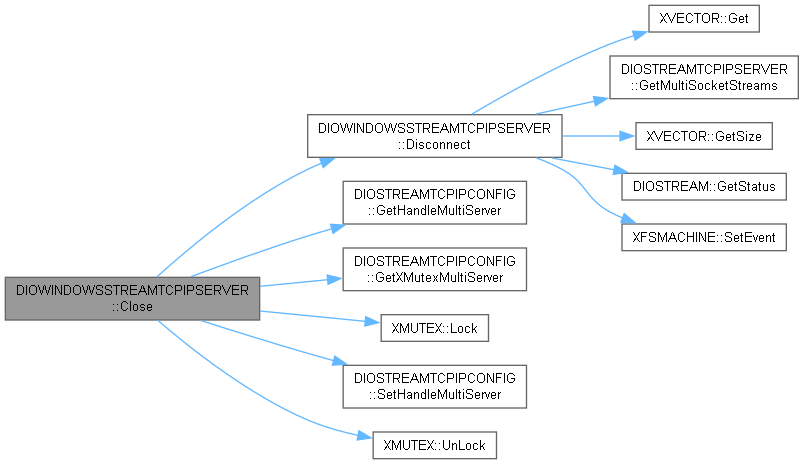 XVECTOR::Get
DIOSTREAMTCPIPSERVER
::GetMultiSocketStreams
DIOWINDOWSSTREAMTCPIPSERVER
::Disconnect
XVECTOR::GetSize
DIOSTREAM::GetStatus
DIOSTREAMTCPIPCONFIG
::GetHandleMultiServer
XFSMACHINE::SetEvent
DIOSTREAMTCPIPCONFIG
::GetXMutexMultiServer
DIOWINDOWSSTREAMTCPIPSERVER
::Close
XMUTEX::Lock
DIOSTREAMTCPIPCONFIG
::SetHandleMultiServer
XMUTEX::UnLock